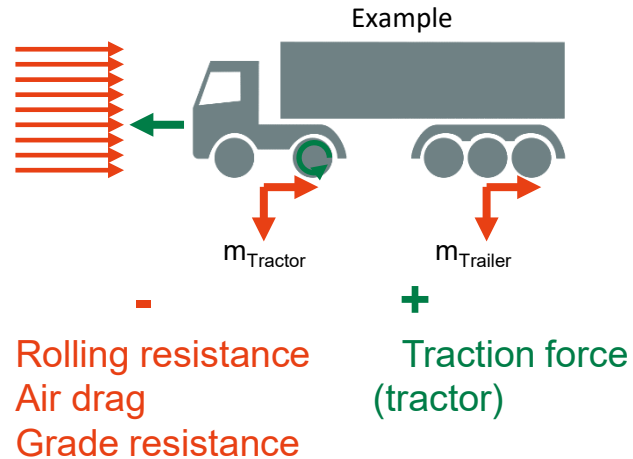 Example
mTractor
mTrailer
- +
Rolling resistance Traction force
Air drag (tractor)
Grade resistance